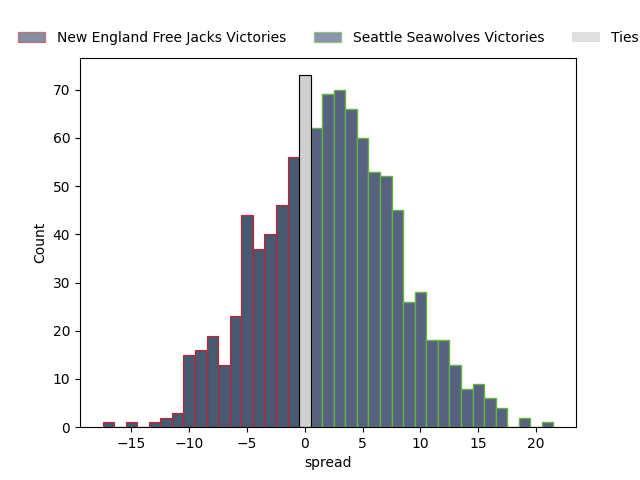 New England Free Jacks Victories Seattle Seawolves Victories Ties
70
60
50
40
30
20
10
0
Count
−15 −10 −5 0 5 10 15 20
spread